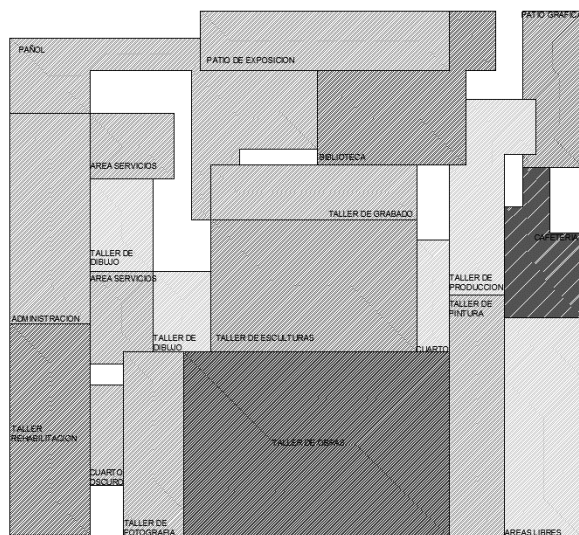 PATIO GRAFICA
PAÑOL
PATIO DE EXPOSICION
BIBLIOTECA
AREA SERVICIOS
TALLER DE GRABADO
CAFETERIA
TALLER DE
DIBUJO
AREA SERVICIOS
TALLER DE
PRODUCCION
TALLER DE
PINTURA
ADMINISTRACION
TALLER DE
DIBUJO
TALLER DE ESCULTURAS
CUARTO
TALLER
REHABILITACION
TALLER DE OBRAS
CUARTO
OSCURO
TALLER DE
FOTOGRAFIA
AREAS LIBRES